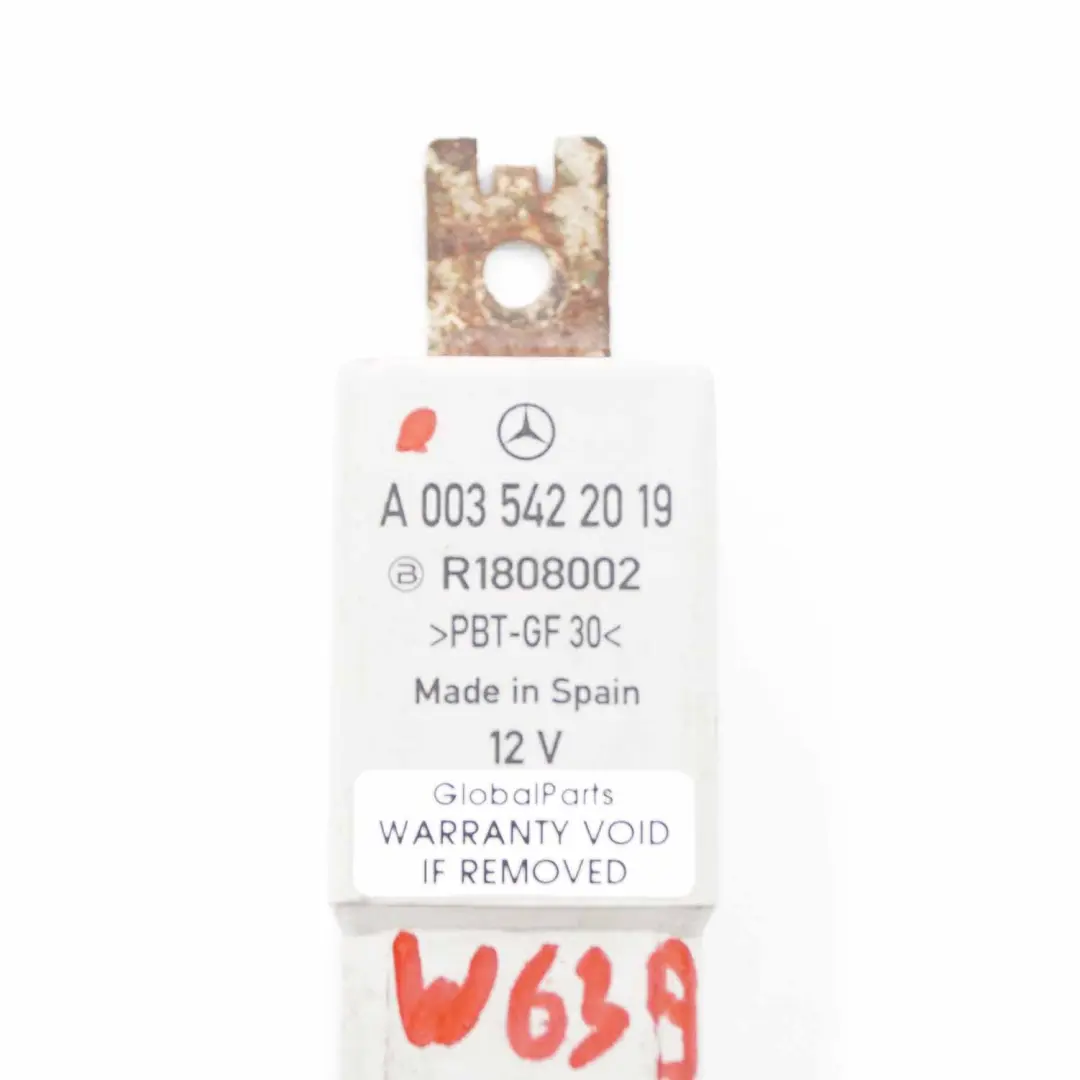 A 003 542 20 19
B R1808002
>PBT-GF 30<
Made in Spain
12 V
GlobalParts
WARRANTY VOID
IF REMOVED
W639